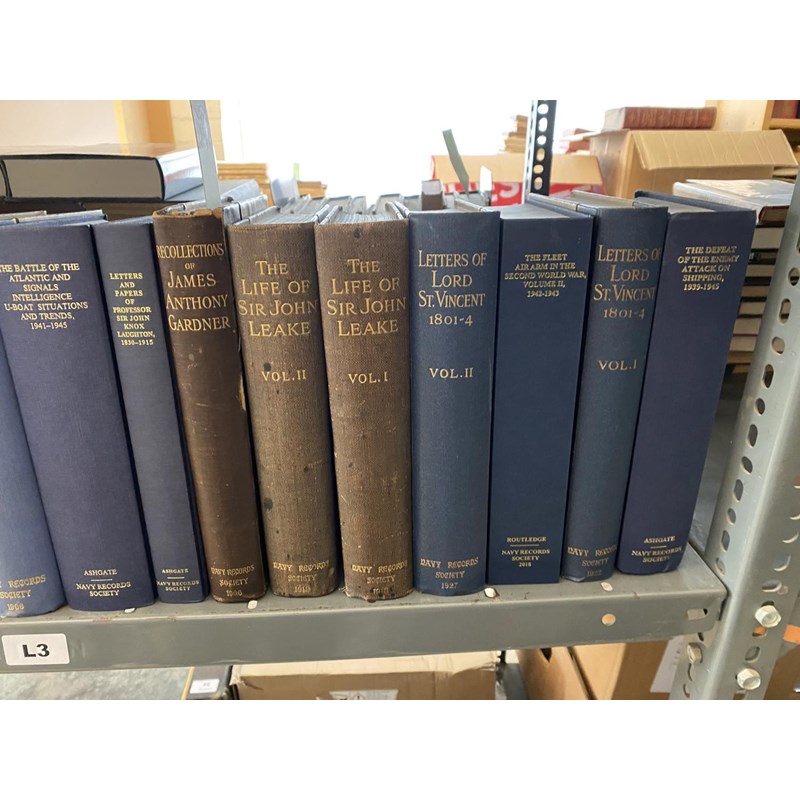 RECORDS
THE BATTLE OF THE
ATLANTIC AND
SIGNALS
INTELLIGENCE
U-BOAT SITUATIONS
AND TRENDS,
1941–1945
ASHGATE
NAVY RECORDS
SOCIETY
LETTERS
AND
PAPERS
OF
PROFESSOR
SIR JOHN
KNOX
LAUGHTON,
1830–1915
ASHGATE
NAVY RECORDS
SOCIETY
RECOLLECTIONS
OF
JAMES
ANTHONY
GARDNER
NAVY RECORDS
SOCIETY
1906
THE
LIFE OF
SIR JOHN
LEAKE
VOL. II
NAVY RECORDS
SOCIETY
THE
LIFE OF
SIR JOHN
LEAKE
VOL. I
NAVY RECORDS
SOCIETY
LETTERS OF
LORD
ST. VINCENT
1801-4
VOL. II
NAVY RECORDS
SOCIETY
1927
THE FLEET
AIR ARM IN THE
SECOND WORLD WAR,
VOLUME II,
1942–1943
ROUTLEDGE
NAVY RECORDS
SOCIETY
2018
LETTERS OF
LORD
ST. VINCENT
1801-4
VOL. I
NAVY RECORDS
SOCIETY
THE DEFEAT
OF THE ENEMY
ATTACK ON
SHIPPING,
1939–1945
ASHGATE
NAVY RECORDS
SOCIETY
L3